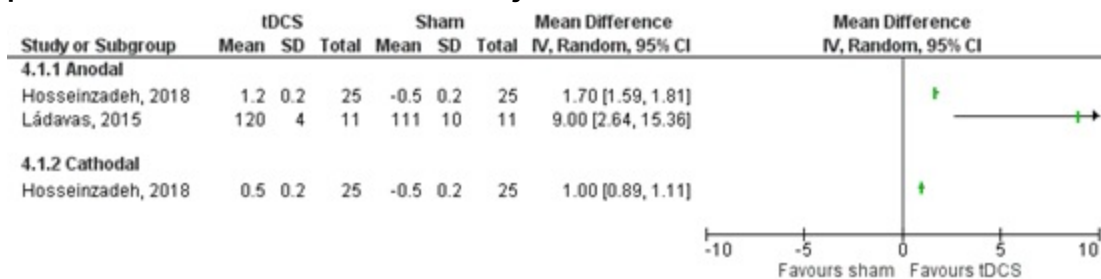 tDCS Sham Mean Difference Mean Difference
Study or Subgroup Mean SD Total Mean SD Total IV, Random, 95% CI IV, Random, 95% CI
4.1.1 Anodal
Hosseinzadeh, 2018 1.2 0.2 25 -0.5 0.2 25 1.70 [1.59, 1.81]
Ládavas, 2015 120 4 11 111 10 11 9.00 [2.64, 15.36]
4.1.2 Cathodal
Hosseinzadeh, 2018 0.5 0.2 25 -0.5 0.2 25 1.00 [0.89, 1.11]
-10 -5 0 5 10
Favours sham Favours tDCS